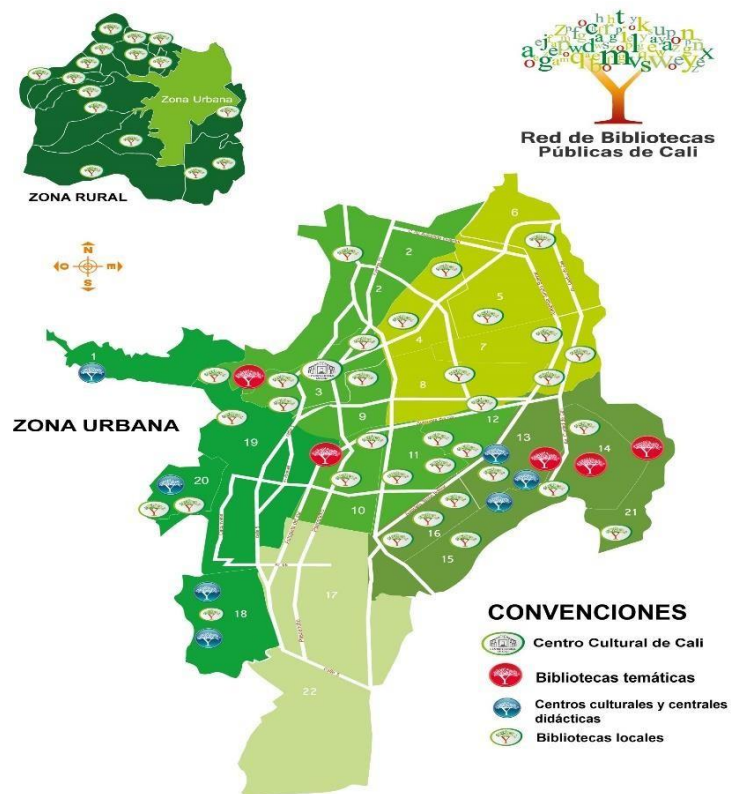 Zona Urbana
ZONA RURAL
Red de Bibliotecas
Públicas de Cali
N
O
S
6
2
2
5
4
7
1
3
8
ZONA URBANA
9
19
12
13
14
11
20
10
21
16
15
17
18
22
CONVENCIONES
Centro Cultural de Cali
Bibliotecas temáticas
Centros culturales y centrales
didácticas
Bibliotecas locales